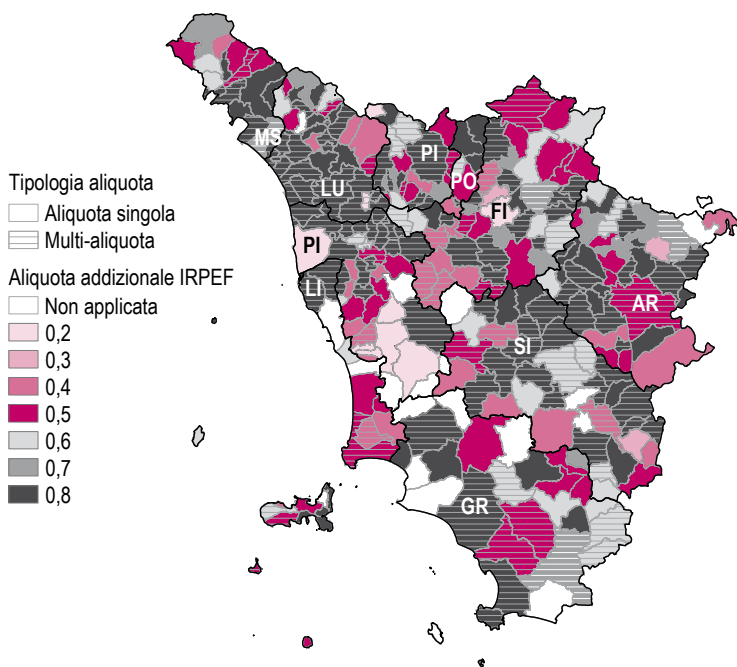 Tipologia aliquota
Aliquota singola
Multi-aliquota
Aliquota addizionale IRPEF
Non applicata
0,2
0,3
0,4
0,5
0,6
0,7
0,8
MS
LU
PI
PO
FI
PI
LI
AR
SI
GR